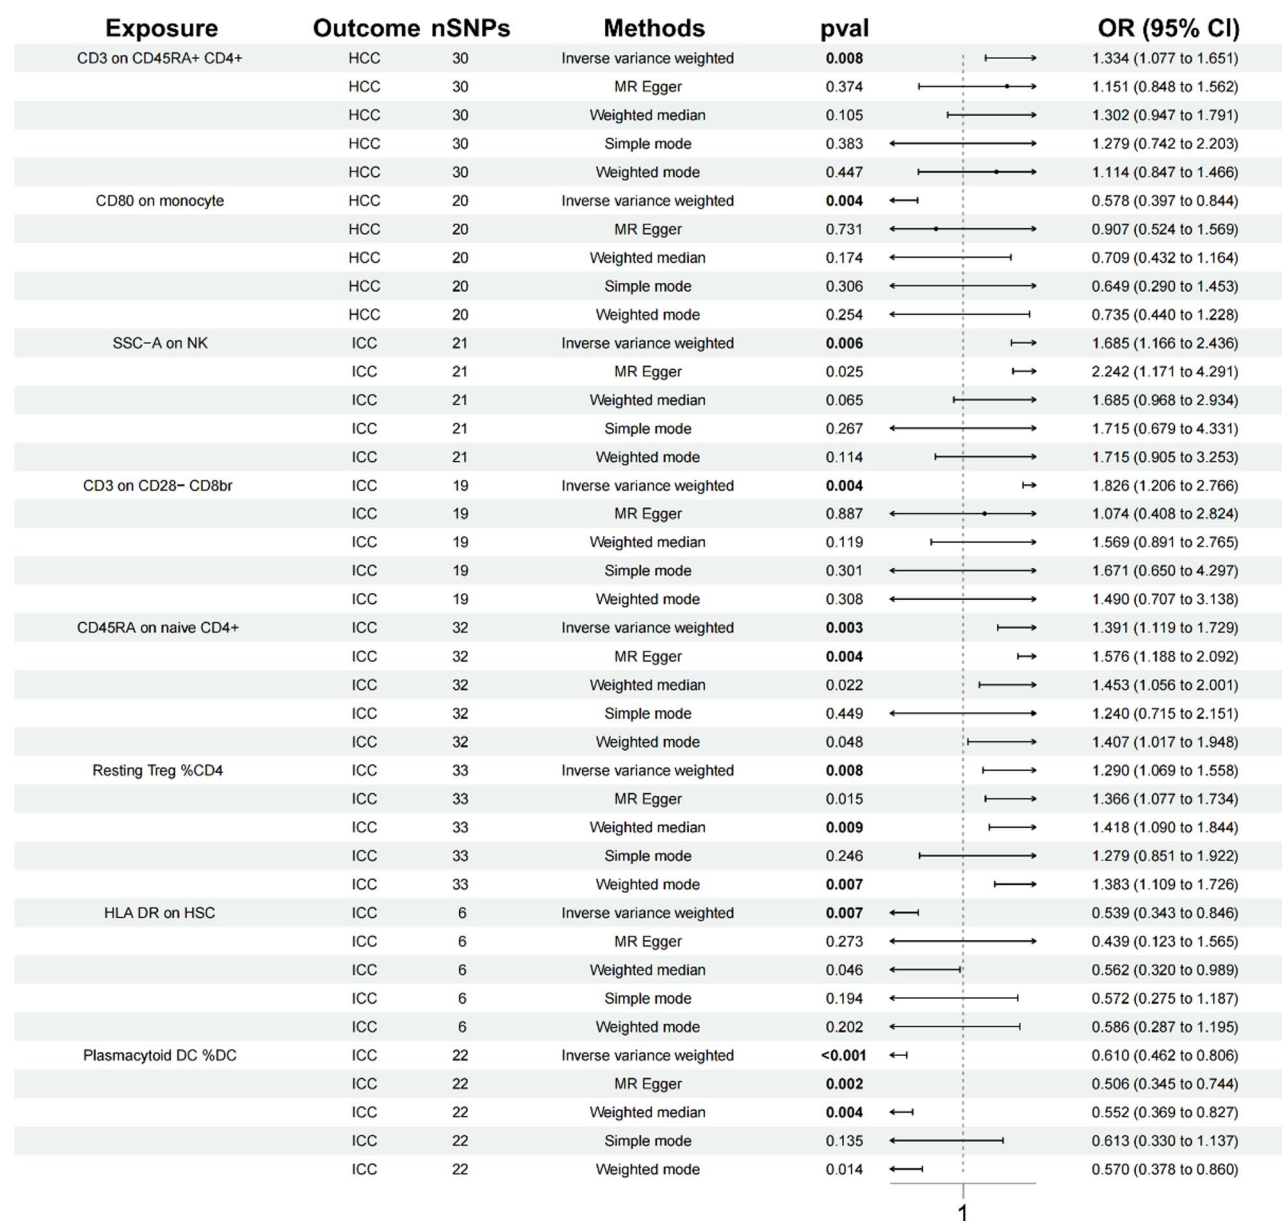 Exposure Outcome nSNPs Methods pval OR (95% CI)
CD3 on CD45RA+ CD4+ HCC 30 Inverse variance weighted 0.008 1.334 (1.077 to 1.651)
HCC 30 MR Egger 0.374 1.151 (0.848 to 1.562)
HCC 30 Weighted median 0.105 1.302 (0.947 to 1.791)
HCC 30 Simple mode 0.383 1.279 (0.742 to 2.203)
HCC 30 Weighted mode 0.447 1.114 (0.847 to 1.466)
CD80 on monocyte HCC 20 Inverse variance weighted 0.004 0.578 (0.397 to 0.844)
HCC 20 MR Egger 0.731 0.907 (0.524 to 1.569)
HCC 20 Weighted median 0.174 0.709 (0.432 to 1.164)
HCC 20 Simple mode 0.306 0.649 (0.290 to 1.453)
HCC 20 Weighted mode 0.254 0.735 (0.440 to 1.228)
SSC−A on NK ICC 21 Inverse variance weighted 0.006 1.685 (1.166 to 2.436)
ICC 21 MR Egger 0.025 2.242 (1.171 to 4.291)
ICC 21 Weighted median 0.065 1.685 (0.968 to 2.934)
ICC 21 Simple mode 0.267 1.715 (0.679 to 4.331)
ICC 21 Weighted mode 0.114 1.715 (0.905 to 3.253)
CD3 on CD28− CD8br ICC 19 Inverse variance weighted 0.004 1.826 (1.206 to 2.766)
ICC 19 MR Egger 0.887 1.074 (0.408 to 2.824)
ICC 19 Weighted median 0.119 1.569 (0.891 to 2.765)
ICC 19 Simple mode 0.301 1.671 (0.650 to 4.297)
ICC 19 Weighted mode 0.308 1.490 (0.707 to 3.138)
CD45RA on naive CD4+ ICC 32 Inverse variance weighted 0.003 1.391 (1.119 to 1.729)
ICC 32 MR Egger 0.004 1.576 (1.188 to 2.092)
ICC 32 Weighted median 0.022 1.453 (1.056 to 2.001)
ICC 32 Simple mode 0.449 1.240 (0.715 to 2.151)
ICC 32 Weighted mode 0.048 1.407 (1.017 to 1.948)
Resting Treg %CD4 ICC 33 Inverse variance weighted 0.008 1.290 (1.069 to 1.558)
ICC 33 MR Egger 0.015 1.366 (1.077 to 1.734)
ICC 33 Weighted median 0.009 1.418 (1.090 to 1.844)
ICC 33 Simple mode 0.246 1.279 (0.851 to 1.922)
ICC 33 Weighted mode 0.007 1.383 (1.109 to 1.726)
HLA DR on HSC ICC 6 Inverse variance weighted 0.007 0.539 (0.343 to 0.846)
ICC 6 MR Egger 0.273 0.439 (0.123 to 1.565)
ICC 6 Weighted median 0.046 0.562 (0.320 to 0.989)
ICC 6 Simple mode 0.194 0.572 (0.275 to 1.187)
ICC 6 Weighted mode 0.202 0.586 (0.287 to 1.195)
Plasmacytoid DC %DC ICC 22 Inverse variance weighted <0.001 0.610 (0.462 to 0.806)
ICC 22 MR Egger 0.002 0.506 (0.345 to 0.744)
ICC 22 Weighted median 0.004 0.552 (0.369 to 0.827)
ICC 22 Simple mode 0.135 0.613 (0.330 to 1.137)
ICC 22 Weighted mode 0.014 0.570 (0.378 to 0.860)
1